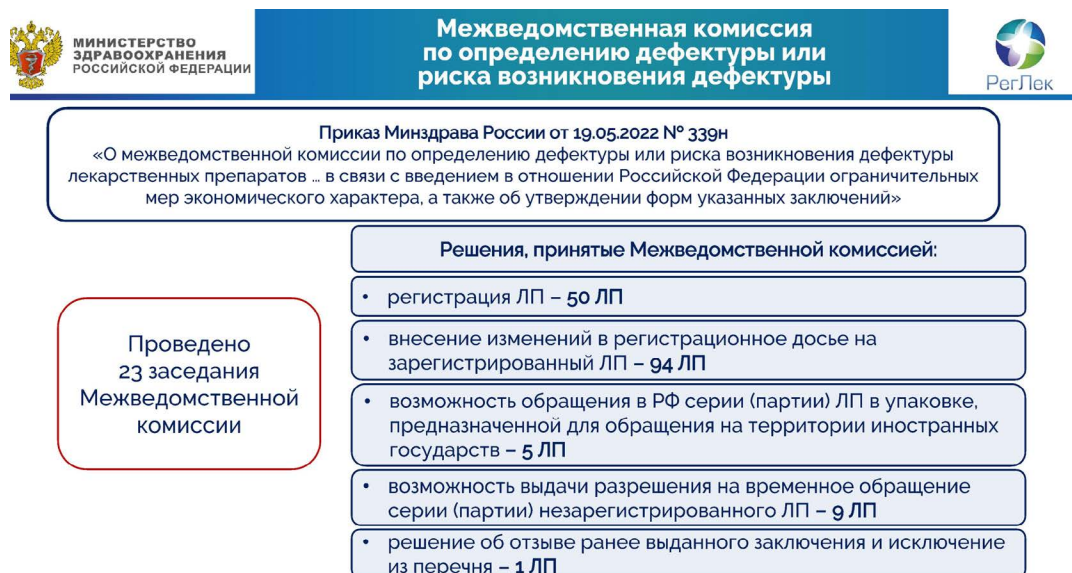 МИНИСТЕРСТВО
ЗДРАВООХРАНЕНИЯ
РОССИЙСКОЙ ФЕДЕРАЦИИ
Межведомственная комиссия
по определению дефектуры или
риска возникновения дефектуры
РегЛек
Приказ Минздрава России от 19.05.2022 № 339н
«О межведомственной комиссии по определению дефектуры или риска возникновения дефектуры
лекарственных препаратов … в связи с введением в отношении Российской Федерации ограничительных
мер экономического характера, а также об утверждении форм указанных заключений»
Проведено
23 заседания
Межведомственной
комиссии
Решения, принятые Межведомственной комиссией:
• регистрация ЛП – 50 ЛП
• внесение изменений в регистрационное досье на
зарегистрированный ЛП – 94 ЛП
• возможность обращения в РФ серии (партии) ЛП в упаковке,
предназначенной для обращения на территории иностранных
государств – 5 ЛП
• возможность выдачи разрешения на временное обращение
серии (партии) незарегистрированного ЛП – 9 ЛП
• решение об отзыве ранее выданного заключения и исключение
из перечня – 1 ЛП